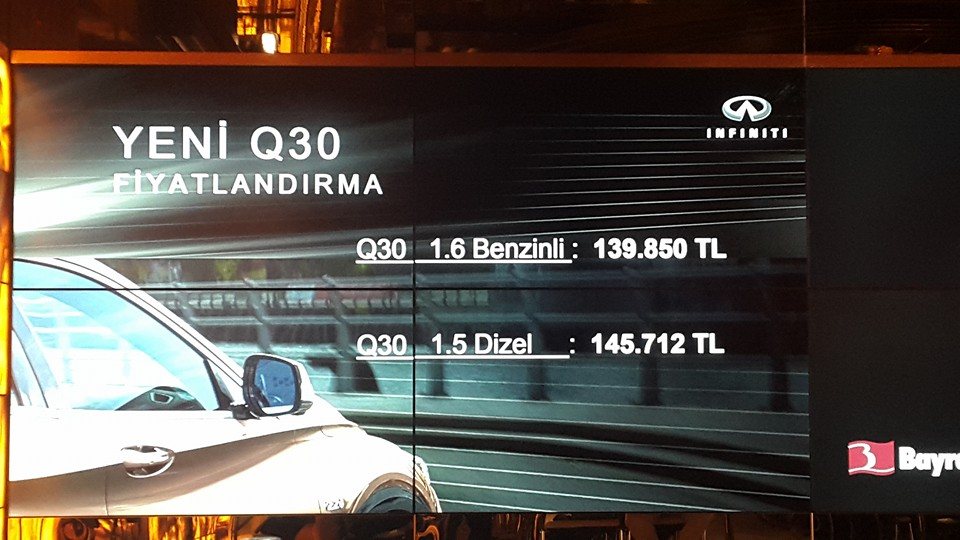 INFINITI
YENİ Q30
FİYATLANDIRMA
Q30 1.6 Benzinli : 139.850 TL
Q30 1.5 Dizel : 145.712 TL